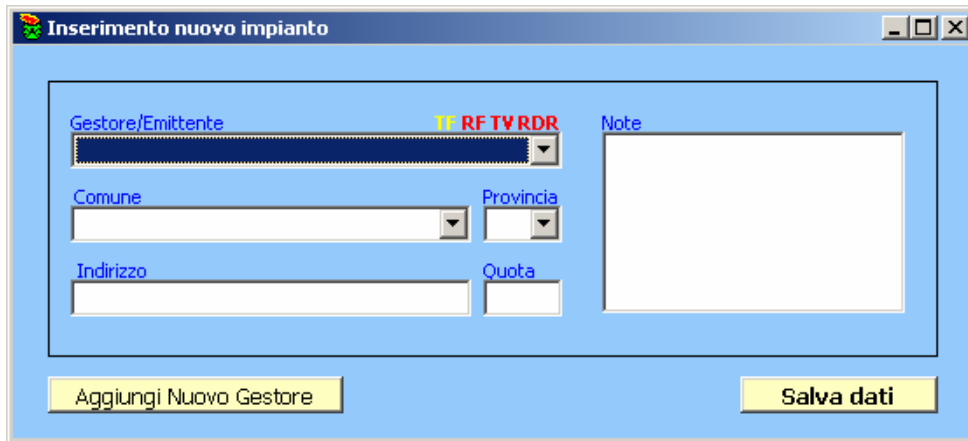 Inserimento nuovo impianto
Gestore/Emittente TF RF TV RDR Note
Comune Provincia
Indirizzo Quota
Aggiungi Nuovo Gestore Salva dati